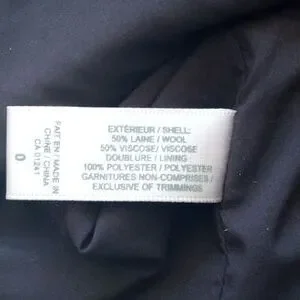 EXTÉRIEUR / SHELL:
50% LAINE / WOOL
50% VISCOSE/ VISCOSE
DOUBLURE / LINING
100% POLYESTER / POLYESTER
GARNITURES NON-COMPRISES /
EXCLUSIVE OF TRIMMINGS
FAIT EN / MADE IN
CHINE / CHINA
CA 01241
0